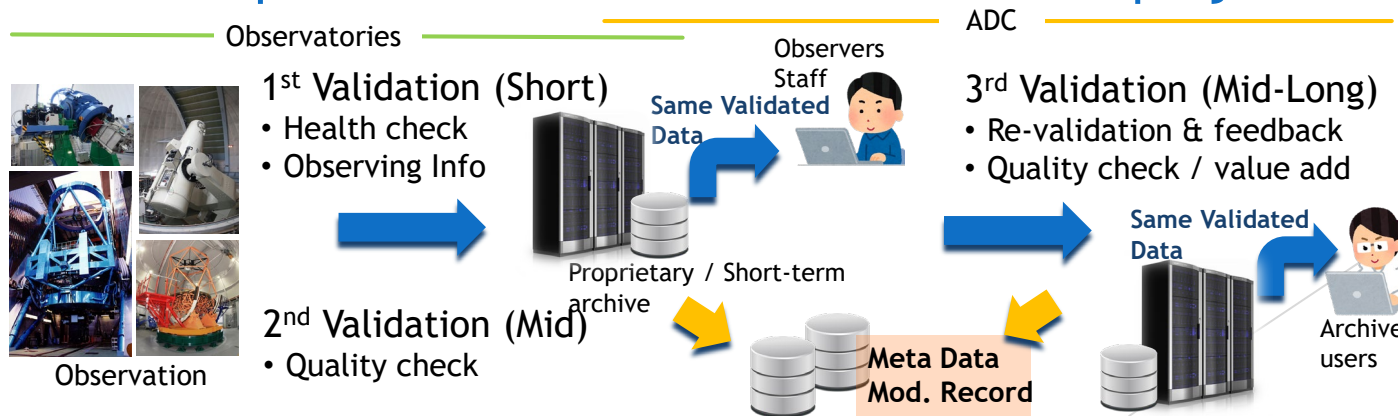 Observatories
ADC
1st Validation (Short)
• Health check
• Observing Info
2nd Validation (Mid)
• Quality check
Observation
Observers
Staff
Same Validated
Data
Proprietary / Short-term
archive
Meta Data
Mod. Record
3rd Validation (Mid-Long)
• Re-validation & feedback
• Quality check / value add
Same Validated
Data
Archive
users